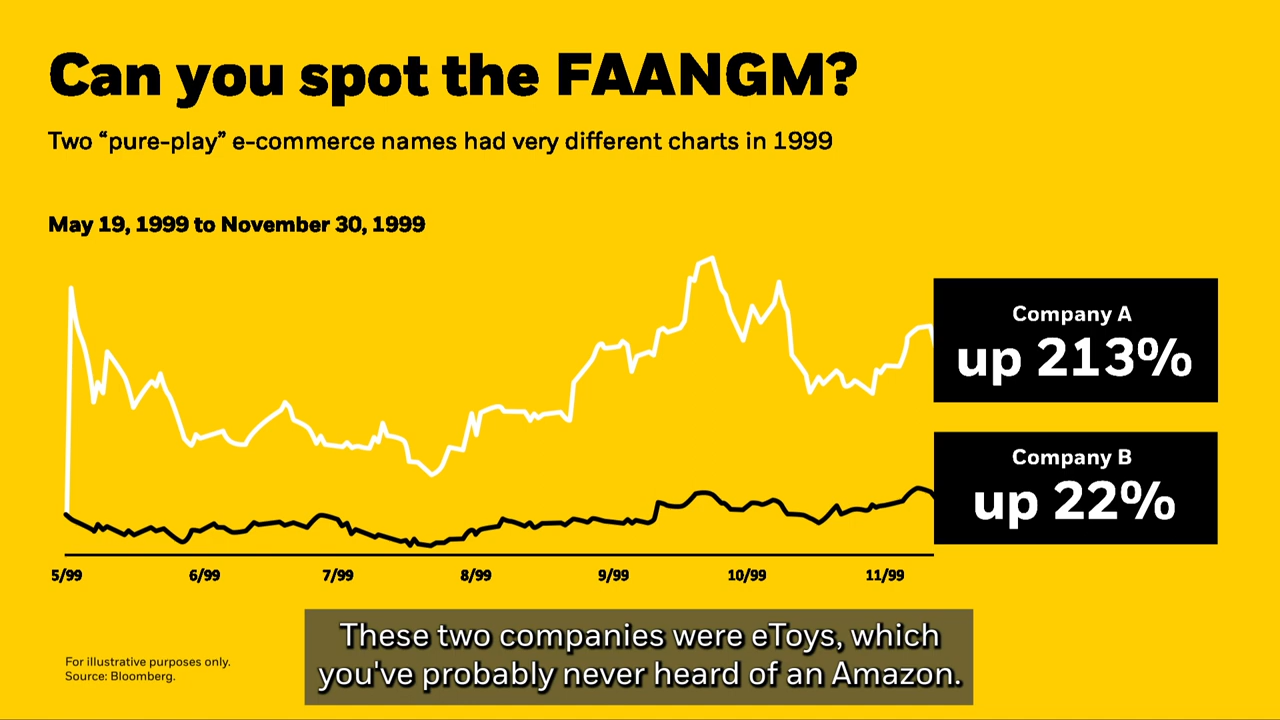 Can you spot the FAANGM?
Two “pure-play” e-commerce names had very different charts in 1999
May 19, 1999 to November 30, 1999
Company A
up 213%
Company B
up 22%
5/99 6/99 7/99 8/99 9/99 10/99 11/99
These two companies were eToys, which
you've probably never heard of an Amazon.
For illustrative purposes only.
Source: Bloomberg.